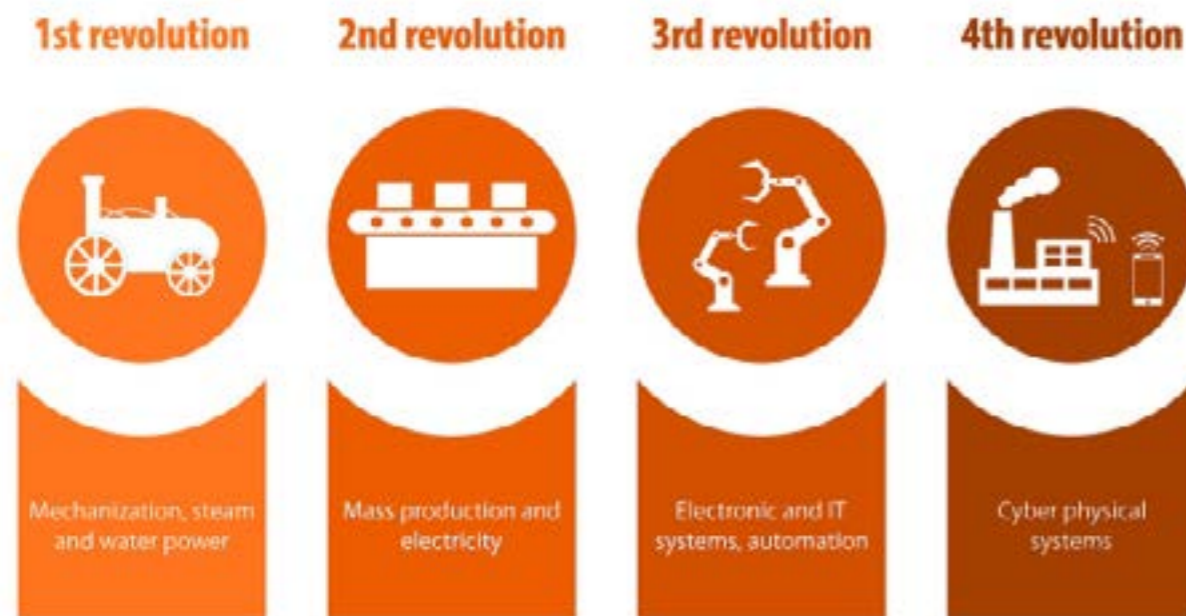 1st revolution
2nd revolution
3rd revolution
4th revolution
Mechanization, steam
and water power
Mass production and
electricity
Electronic and IT
systems, automation
Cyber physical
systems